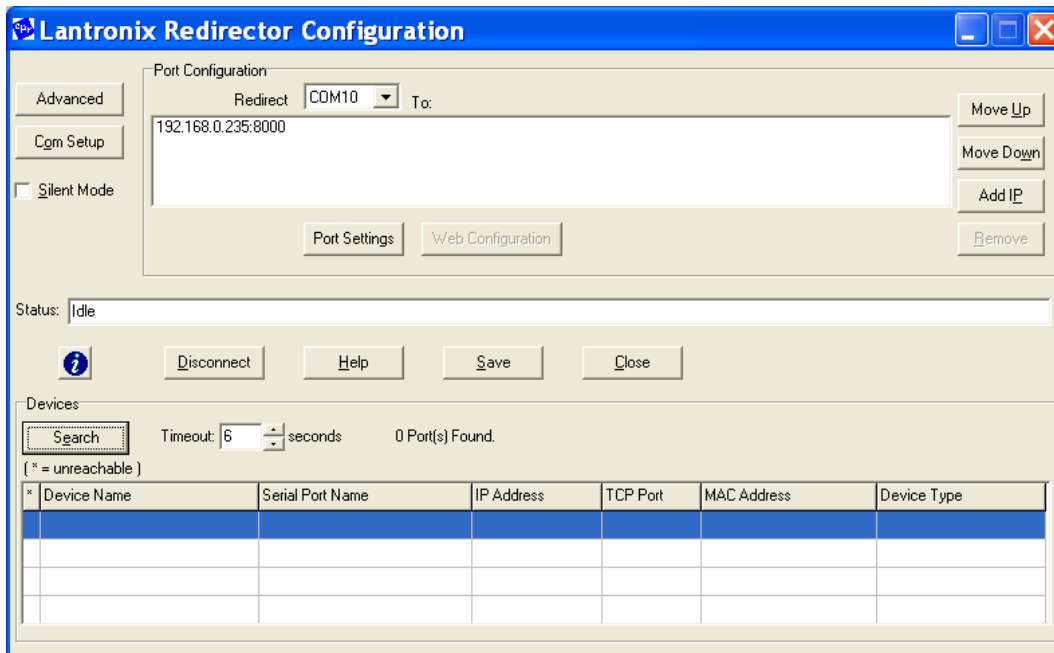 Lantronix Redirector Configuration
Port Configuration
Advanced
Redirect COM10 To:
Move Up
192.168.0.235:8000
Com Setup
Move Down
Silent Mode
Add IP
Port Settings
Web Configuration
Remove
Status: Idle
Disconnect
Help
Save
Close
Devices
Search
Timeout: 6 seconds
0 Port(s) Found.
( * = unreachable )
* Device Name Serial Port Name IP Address TCP Port MAC Address Device Type